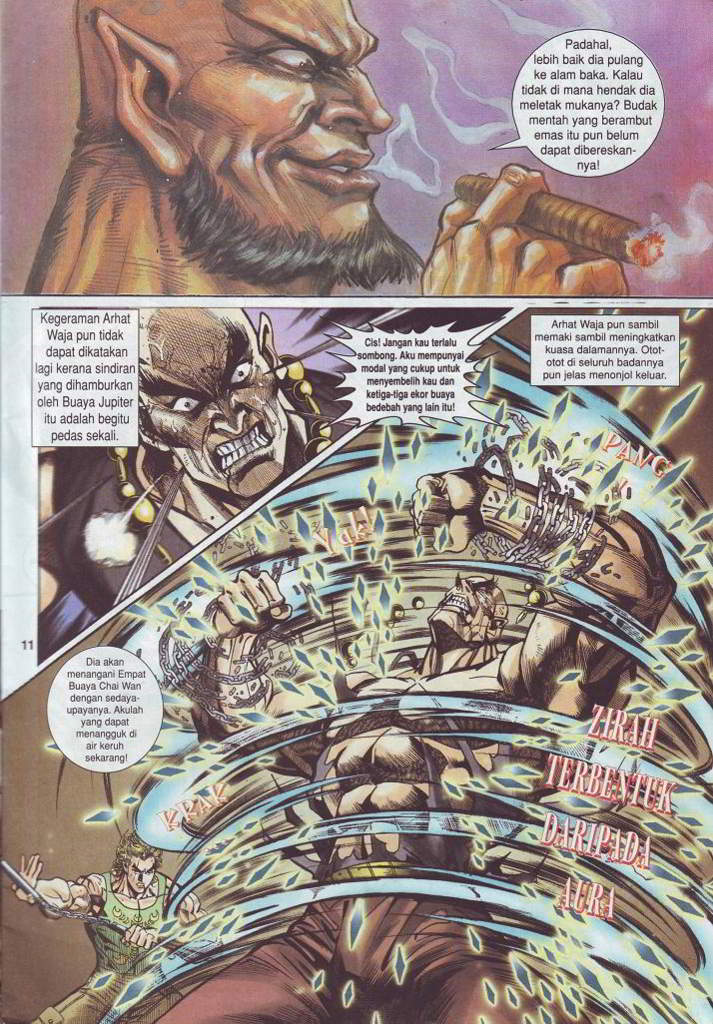 Padahal,
lebih baik dia pulang
ke alam baka. Kalau
tidak di mana hendak dia
meletak mukanya? Budak
mentah yang berambut
emas itu pun belum
dapat dibereskan-
nya!
Kegeraman Arhat
Waja pun tidak
dapat dikatakan
lagi kerana sindiran
yang dihamburkan
oleh Buaya Jupiter
itu adalah begitu
pedas sekali.
Cis! Jangan kau terlalu
sombong. Aku mempunyai
modal yang cukup untuk
menyembelih kau dan
ketiga-tiga ekor buaya
bedebah yang lain itu!
Arhat Waja pun sambil
memaki sambil meningkatkan
kuasa dalamannya. Otot-
otot di seluruh badannya
pun jelas menonjol keluar.
PANG
Yak!
11
Dia akan
menangani Empat
Buaya Chai Wan
dengan sedaya-
upayanya. Akulah
yang dapat
menangguk di
air keruh
sekarang!
KRAK
ZIRAH
TERBENTUK
DARIPADA
AURA